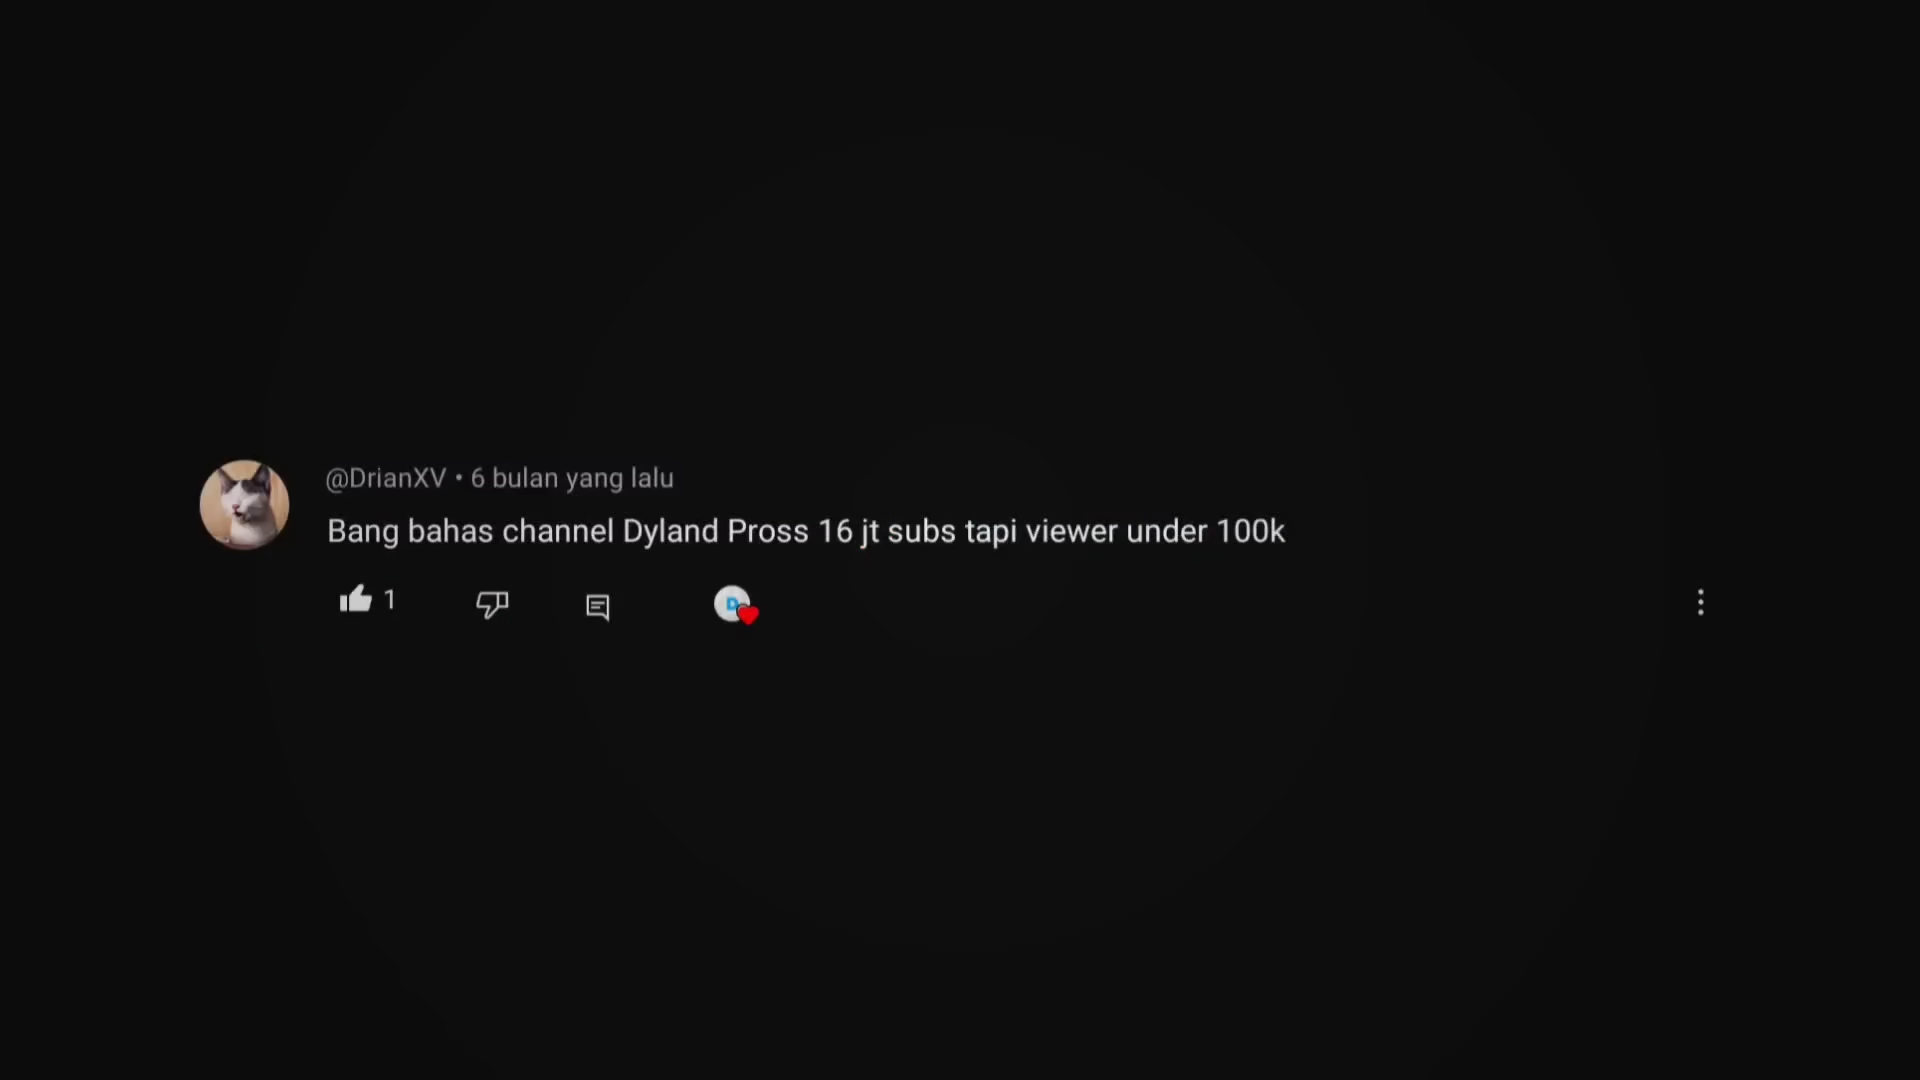 @DrianXV • 6 bulan yang lalu
Bang bahas channel Dyland Pross 16 jt subs tapi viewer under 100k
1
D